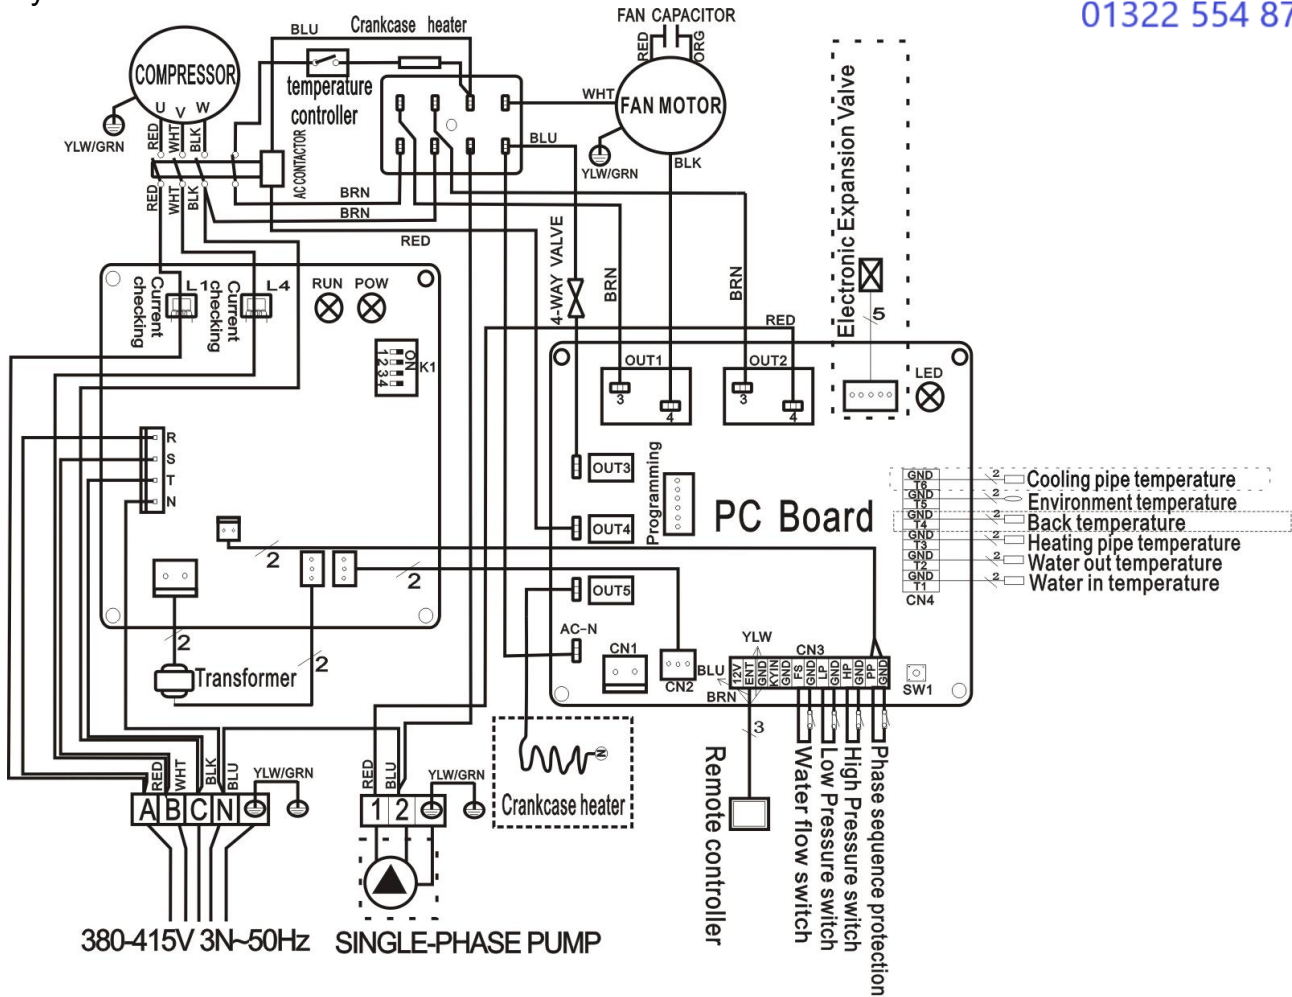 01322 554 87
BLU
Crankcase heater
FAN CAPACITOR
RED
ORG
COMPRESSOR
U V W
temperature
controller
FAN MOTOR
WHT
BLU
YLW/GRN
RED
WHT
BLK
AC CONTACTOR
YLW/GRN
BLK
Electronic Expansion Valve
RED
WHT
BLK
BRN
BRN
RED
4-WAY VALVE
BRN
BRN
RED
5
Current
checking
L1
Current
checking
L4
RUN
POW
ON
1
2
3
4
K1
OUT1
3
4
OUT2
3
4
LED
R
S
T
N
OUT3
OUT4
OUT5
AC-N
Programming
PC Board
GND
T6
GND
T5
GND
T4
GND
T3
GND
T2
GND
T1
CN4
2
Cooling pipe temperature
2
Environment temperature
2
Back temperature
2
Heating pipe temperature
2
Water out temperature
2
Water in temperature
2
2
2
2
Transformer
CN1
CN2
YLW
BLU
BRN
CN3
12V
ENT
GND
KYIN
GND
FS
GND
LP
GND
HP
GND
PP
GND
SW1
3
Remote controller
Water flow switch
Low Pressure switch
High Pressure switch
Phase sequence protection
N
Crankcase heater
RED
WHT
BLK
BLU
YLW/GRN
A B C N
RED
BLU
YLW/GRN
1 2
380-415V 3N~50Hz
SINGLE-PHASE PUMP